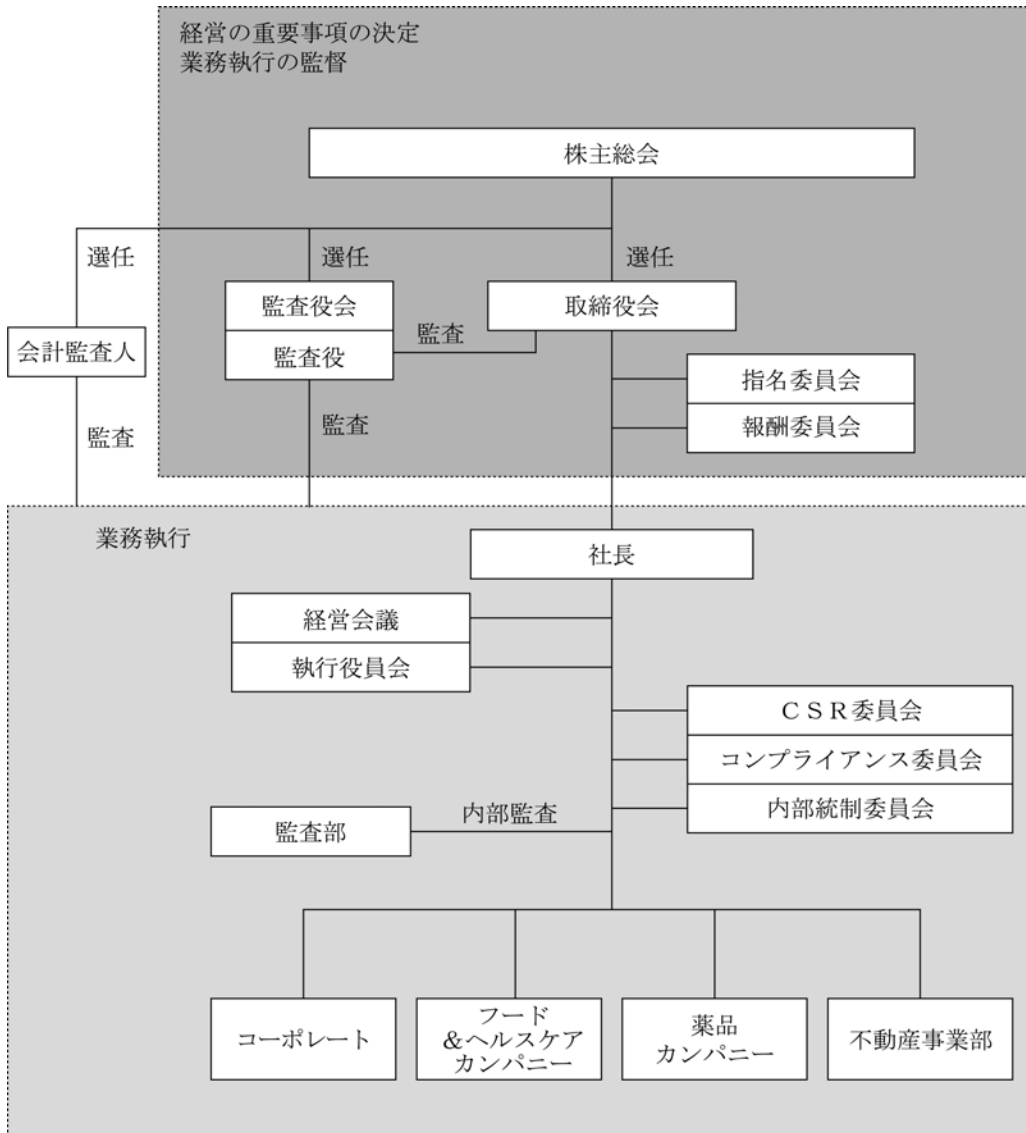 経営の重要事項の決定
業務執行の監督
株主総会
選任
選任
選任
監査役会
取締役会
会計監査人
監査役
監査
指名委員会
報酬委員会
監査
監査
業務執行
社長
経営会議
執行役員会
ＣＳＲ委員会
コンプライアンス委員会
内部統制委員会
監査部
内部監査
コーポレート
フード
&ヘルスケア
カンパニー
薬品
カンパニー
不動産事業部